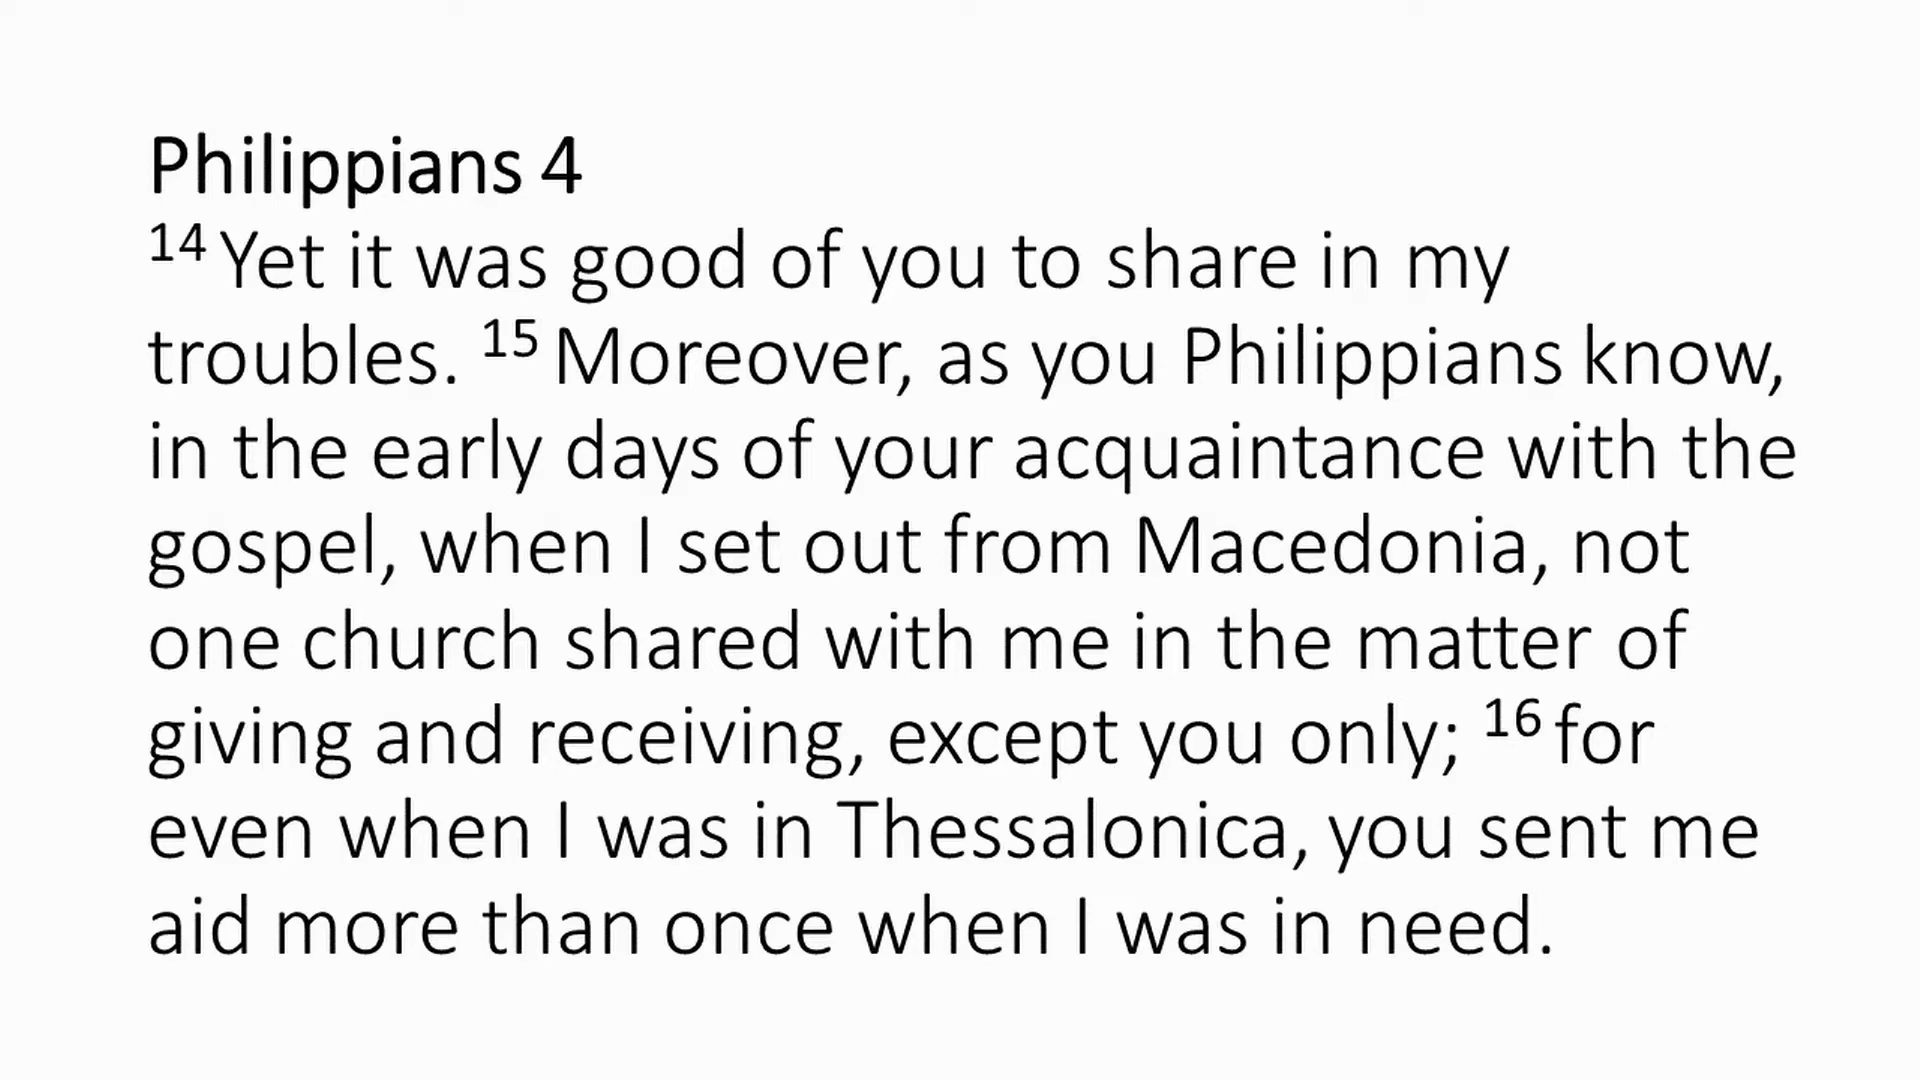 Philippians 4
14 Yet it was good of you to share in my
troubles. 15 Moreover, as you Philippians know,
in the early days of your acquaintance with the
gospel, when I set out from Macedonia, not
one church shared with me in the matter of
giving and receiving, except you only; 16 for
even when I was in Thessalonica, you sent me
aid more than once when I was in need.